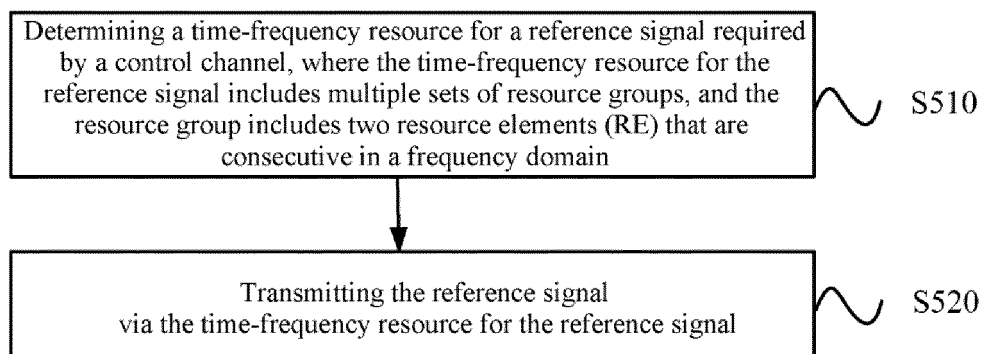 Determining a time-frequency resource for a reference signal required
by a control channel, where the time-frequency resource for the
reference signal includes multiple sets of resource groups, and the
resource group includes two resource elements (RE) that are
consecutive in a frequency domain
S510
Transmitting the reference signal
via the time-frequency resource for the reference signal
S520